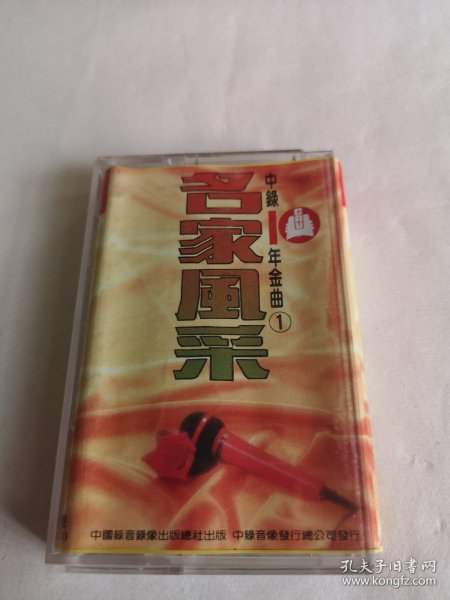 名家風采
中錄10年金曲①
中國錄音錄像出版總社出版 中錄音像發行總公司發行
孔夫子旧书网
www.kongfz.com